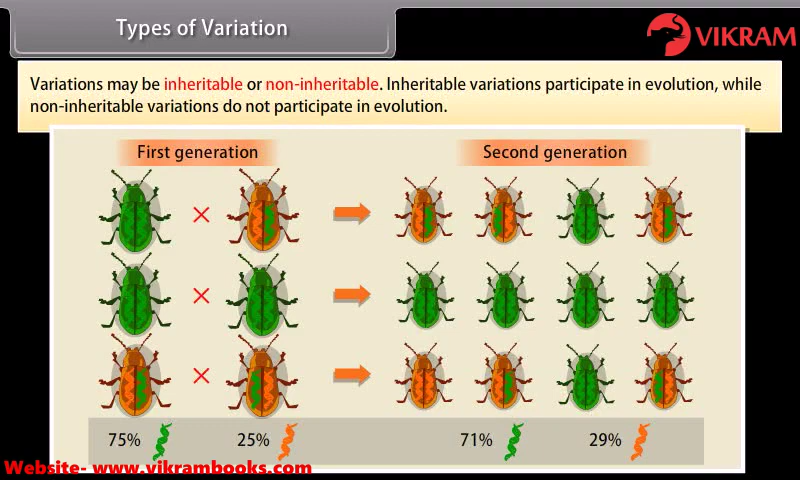 Types of Variation
VIKRAM
Variations may be inheritable or non-inheritable. Inheritable variations participate in evolution, while
non-inheritable variations do not participate in evolution.
First generation
Second generation
75% 25% 71% 29%
Website- www.vikrambooks.com